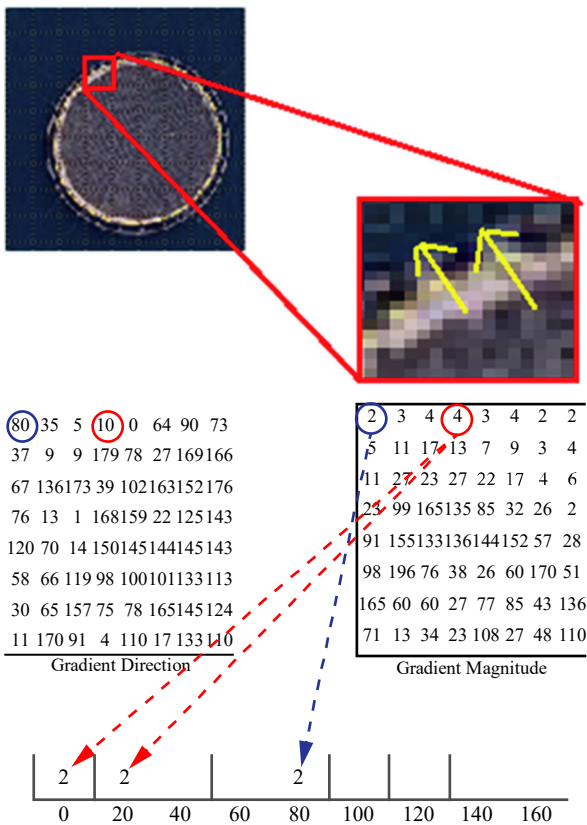 80 35 5 10 0 64 90 73
37 9 9 179 78 27 169 166
67 136 173 39 102 163 152 176
76 13 1 168 159 22 125 143
120 70 14 150 145 144 145 143
58 66 119 98 100 101 133 113
30 65 157 75 78 165 145 124
11 170 91 4 110 17 133 110
Gradient Direction
2 3 4 4 3 4 2 2
5 11 17 13 7 9 3 4
11 27 23 27 22 17 4 6
23 99 165 135 85 32 26 2
91 155 133 136 144 152 57 28
98 196 76 38 26 60 170 51
165 60 60 27 77 85 43 136
71 13 34 23 108 27 48 110
Gradient Magnitude
2 2 2
0 20 40 60 80 100 120 140 160